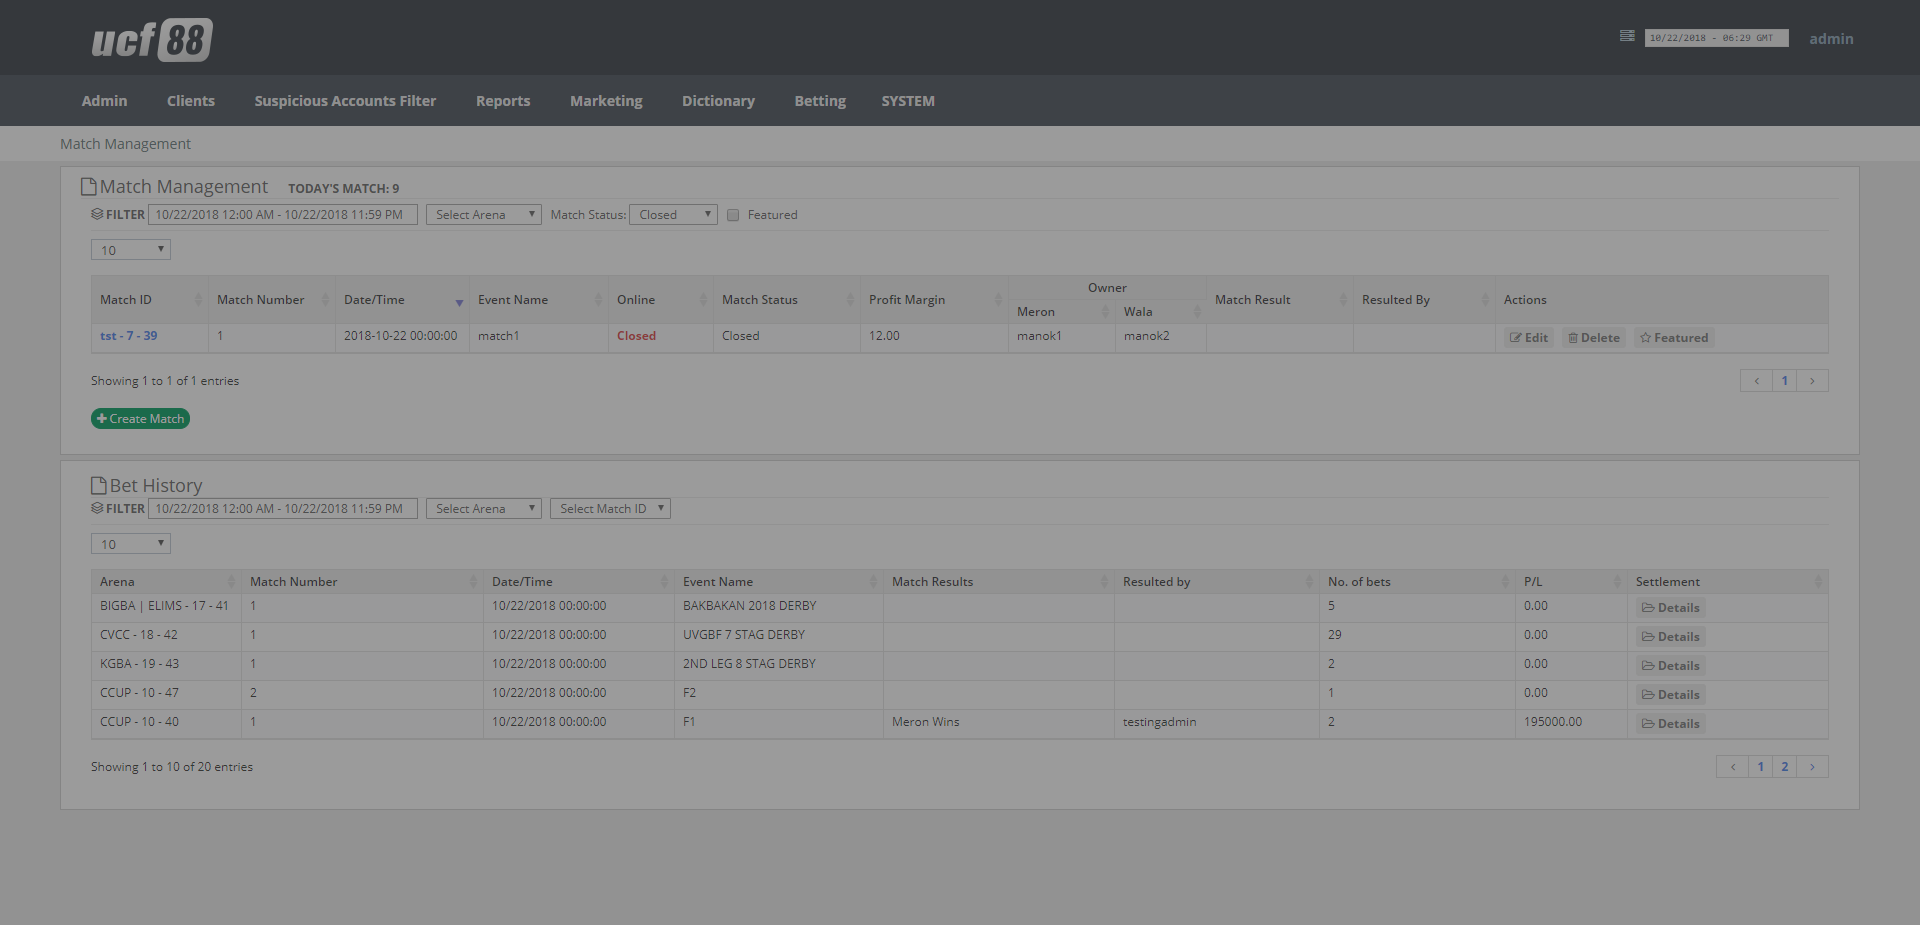 ucf 88
10/22/2018 - 06:29 GMT admin
Admin Clients Suspicious Accounts Filter Reports Marketing Dictionary Betting SYSTEM
Match Management
Match Management TODAY'S MATCH: 9
FILTER 10/22/2018 12:00 AM - 10/22/2018 11:59 PM Select Arena Match Status: Closed Featured
10
Owner
Match ID Match Number Date/Time Event Name Online Match Status Profit Margin Match Result Resulted By Actions
Meron Wala
tst - 7 - 39 1 2018-10-22 00:00:00 match1 Closed Closed 12.00 manok1 manok2 Edit Delete Featured
Showing 1 to 1 of 1 entries ‹ 1 ›
Create Match
Bet History
FILTER 10/22/2018 12:00 AM - 10/22/2018 11:59 PM Select Arena Select Match ID
10
Arena Match Number Date/Time Event Name Match Results Resulted by No. of bets P/L Settlement
BIGBA | ELIMS - 17 - 41 1 10/22/2018 00:00:00 BAKBAKAN 2018 DERBY 5 0.00 Details
CVCC - 18 - 42 1 10/22/2018 00:00:00 UVGBF 7 STAG DERBY 29 0.00 Details
KGBA - 19 - 43 1 10/22/2018 00:00:00 2ND LEG 8 STAG DERBY 2 0.00 Details
CCUP - 10 - 47 2 10/22/2018 00:00:00 F2 1 0.00 Details
CCUP - 10 - 40 1 10/22/2018 00:00:00 F1 Meron Wins testingadmin 2 195000.00 Details
Showing 1 to 10 of 20 entries ‹ 1 2 ›